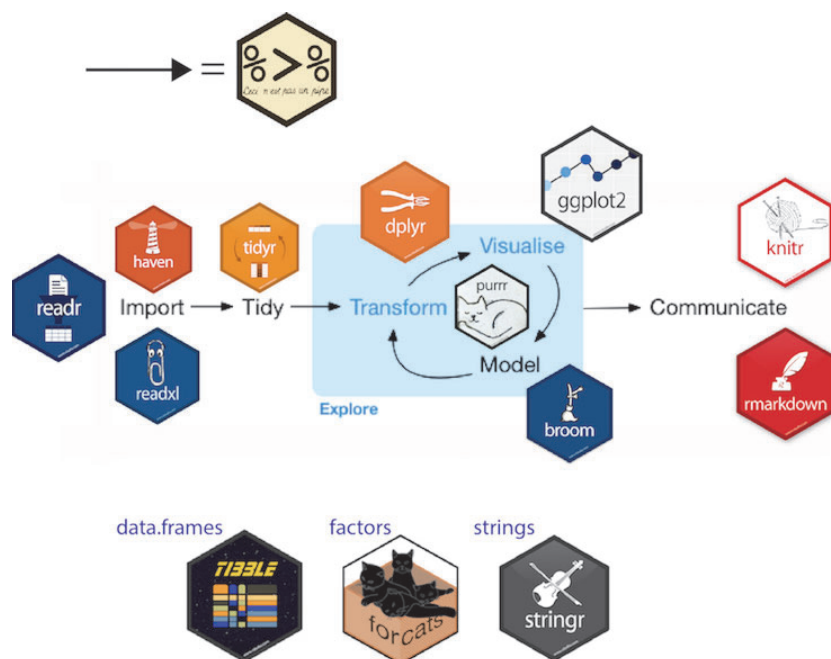 =
% > %
Ceci n'est pas un pipe
ggplot2
dplyr
Visualise
knitr
haven
tidyr
purrr
readr
Import
Tidy
Transform
Communicate
Model
readxl
rmarkdown
Explore
broom
data.frames
factors
strings
TIBBLE
forcats
stringr